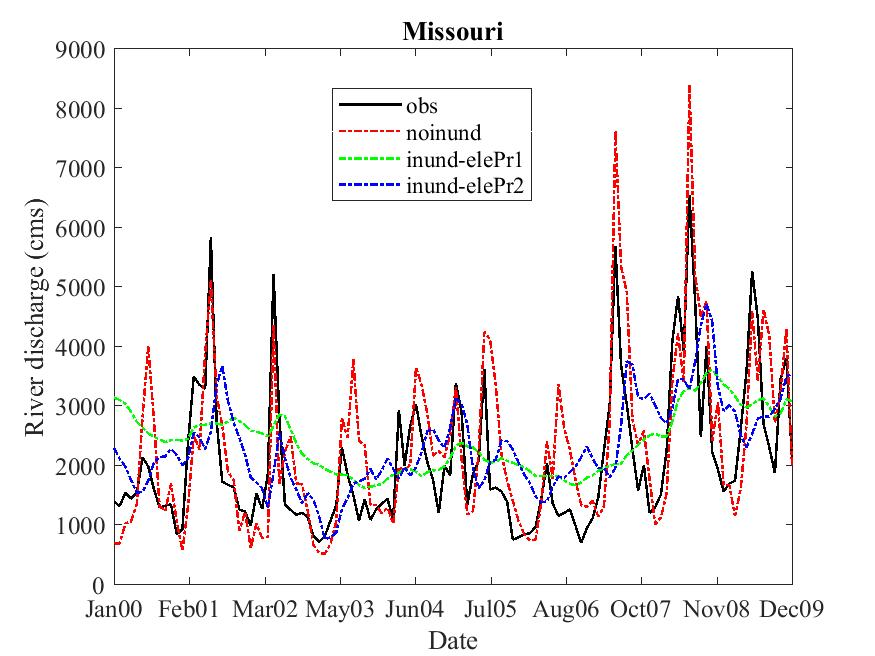 Missouri
9000
8000
7000
6000
5000
4000
3000
2000
1000
0
River discharge (cms)
obs
noinund
inund-elePr1
inund-elePr2
Jan00 Feb01 Mar02 May03 Jun04 Jul05 Aug06 Oct07 Nov08 Dec09
Date